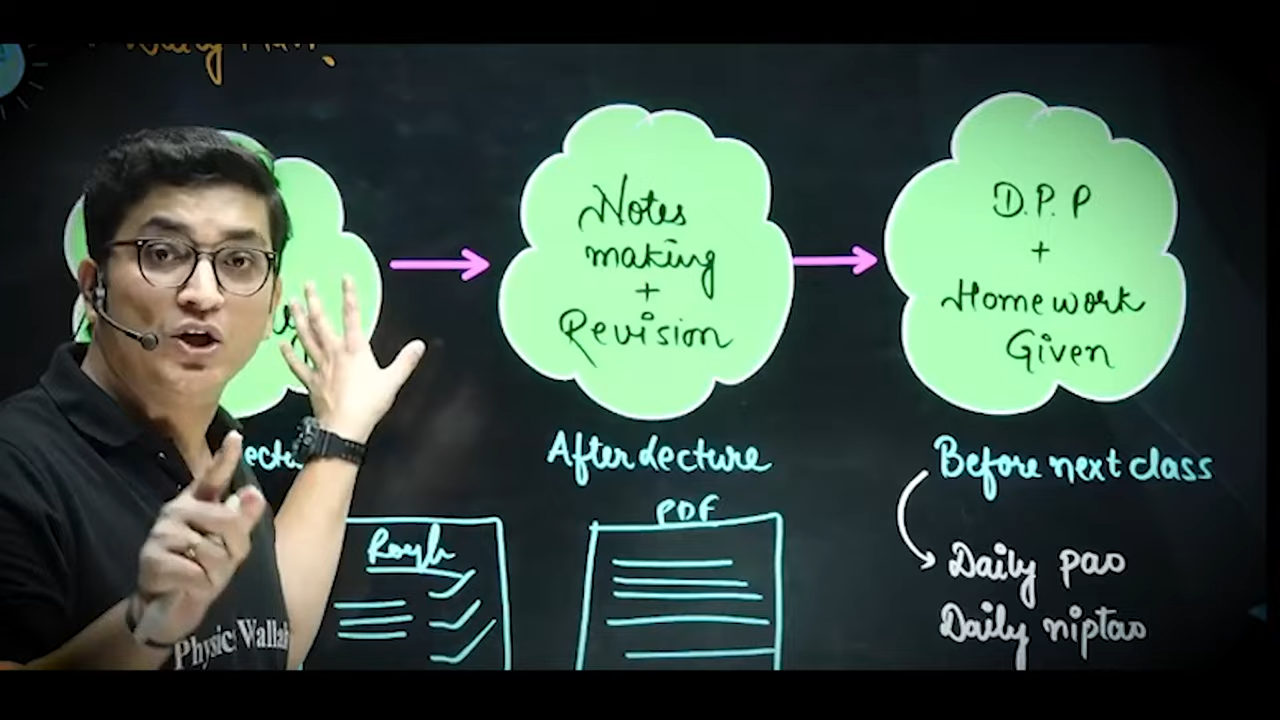 Notes
making
+
Revision
D.P.P
+
Homework
Given
After Lecture
Before next class
Rough
PDF
Daily pao
Daily niptao
Physics Wallah